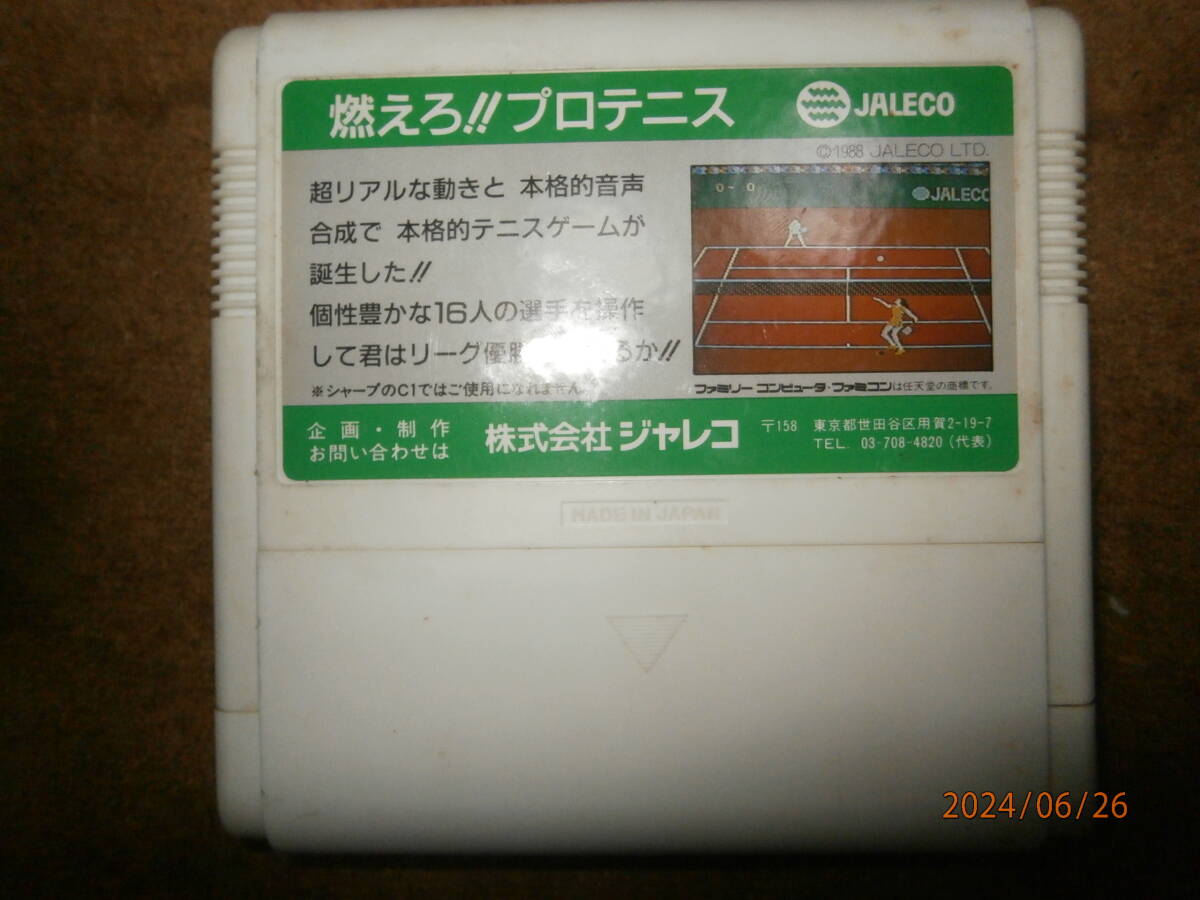 燃えろ!!プロテニス
JALECO
©1988 JALECO LTD.
超リアルな動きと 本格的音声
合成で 本格的テニスゲームが
誕生した!!
個性豊かな16人の選手を操作
して君はリーグ優勝るか!!
※シャープのC1ではご使用になれません
0- 0
JALECO
ファミリーコンピュータ・ファミコンは任天堂の商標です。
企画・制作
お問い合わせは
株式会社 ジャレコ
〒158 東京都世田谷区用賀2-19-7
TEL. 03-708-4820(代表)
MADE IN JAPAN
2024/06/26